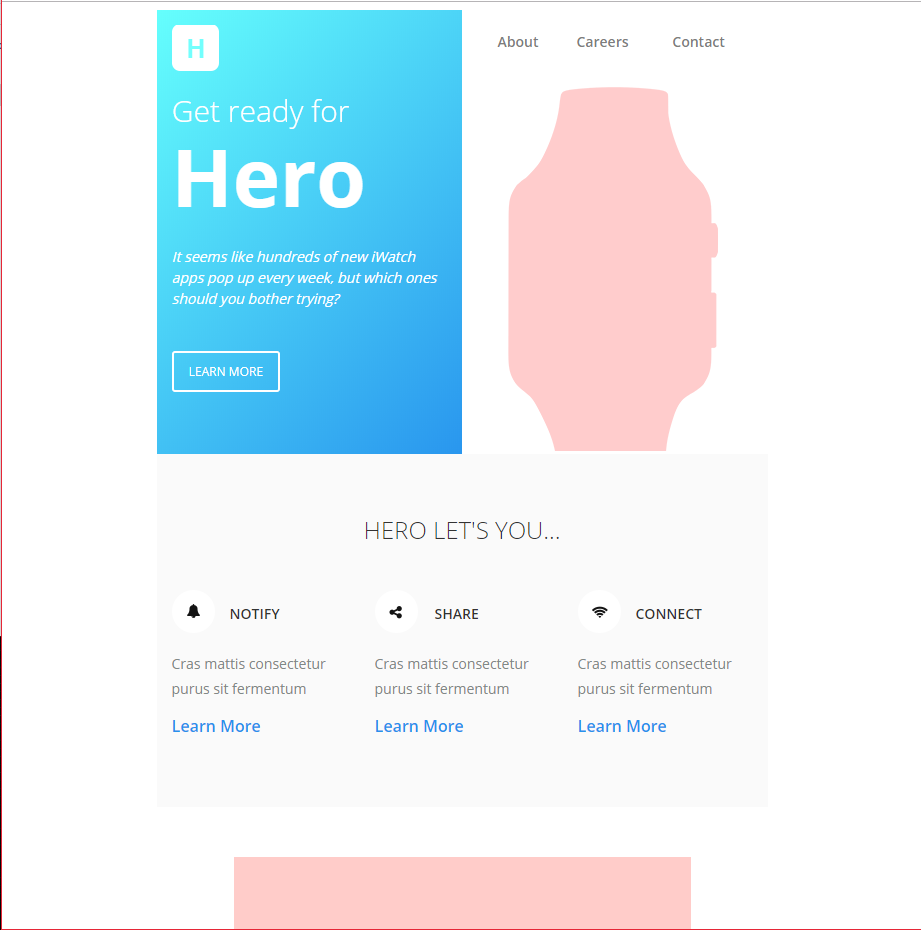 H
About Careers Contact
Get ready for
Hero
It seems like hundreds of new iWatch
apps pop up every week, but which ones
should you bother trying?
LEARN MORE
HERO LET'S YOU...
NOTIFY
Cras mattis consectetur
purus sit fermentum
Learn More
SHARE
Cras mattis consectetur
purus sit fermentum
Learn More
CONNECT
Cras mattis consectetur
purus sit fermentum
Learn More